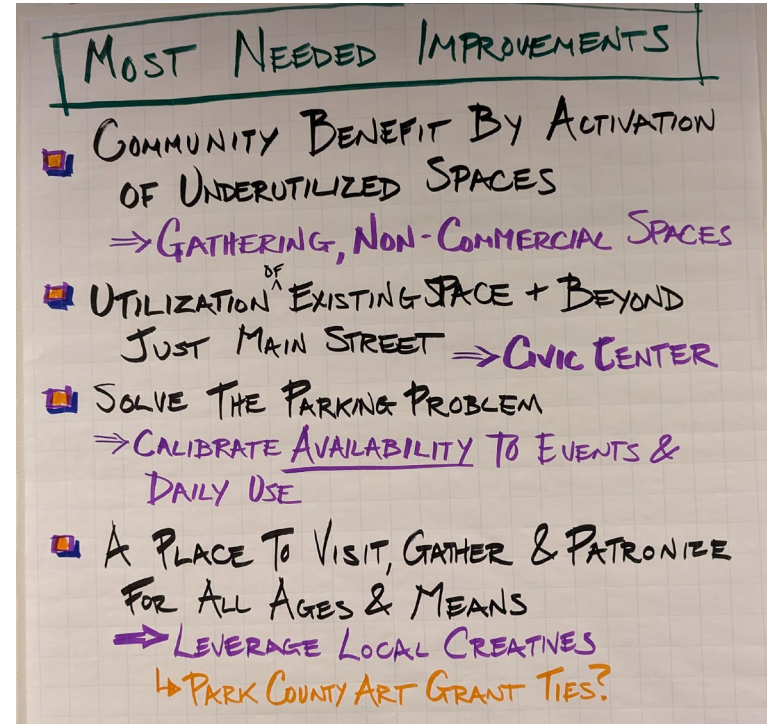 MOST NEEDED IMPROVEMENTS
COMMUNITY BENEFIT BY ACTIVATION
OF UNDERUTILIZED SPACES
⇒ GATHERING, NON-COMMERCIAL SPACES
UTILIZATION OF EXISTING SPACE + BEYOND
JUST MAIN STREET ⇒ CIVIC CENTER
SOLVE THE PARKING PROBLEM
⇒ CALIBRATE AVAILABILITY TO EVENTS &
DAILY USE
A PLACE TO VISIT, GATHER & PATRONIZE
FOR ALL AGES & MEANS
⇒ LEVERAGE LOCAL CREATIVES
↳ PARK COUNTY ART GRANT TIES?